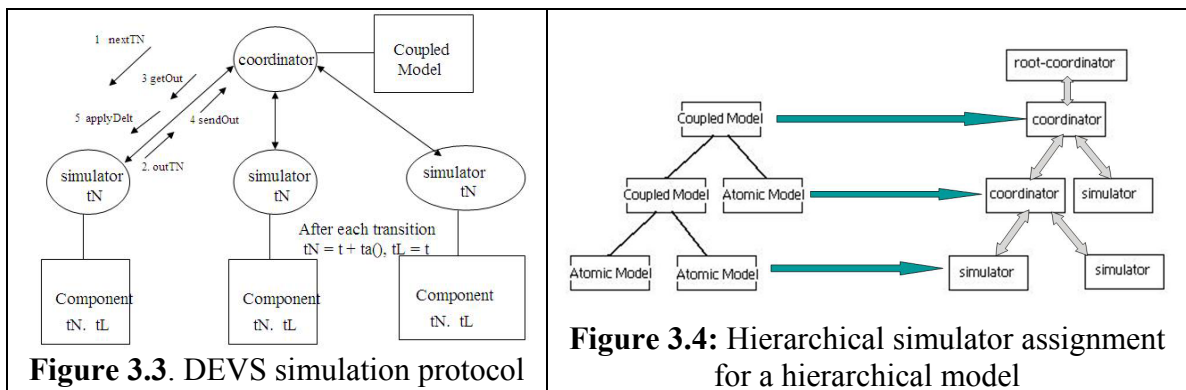 1 nextTN
3 getOut
5 applyDelt
4 sendOut
2. outTN
coordinator
Coupled
Model
simulator
tN
simulator
tN
simulator
tN
After each transition
tN = t + ta(), tL = t
Component
tN. tL
Component
tN. tL
Component
tN. tL
Figure 3.3. DEVS simulation protocol
root-coordinator
Coupled Model
coordinator
Coupled Model
Atomic Model
coordinator
simulator
Atomic Model
Atomic Model
simulator
simulator
Figure 3.4: Hierarchical simulator assignment
for a hierarchical model